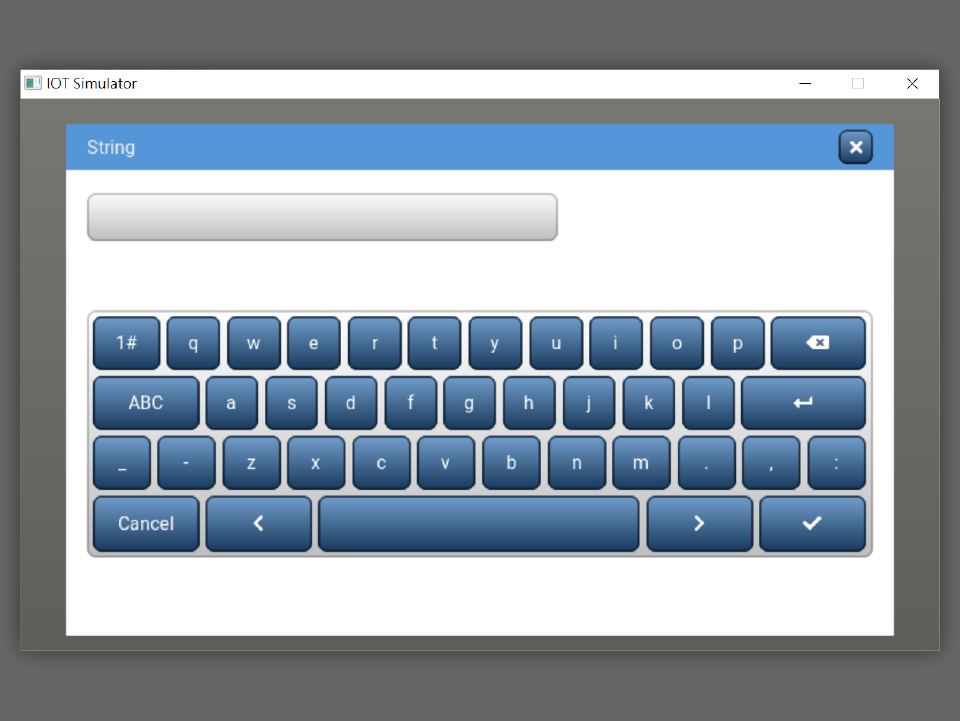 IOT Simulator
String
1# q w e r t y u i o p
ABC a s d f g h j k l
_ - z x c v b n m . , :
Cancel